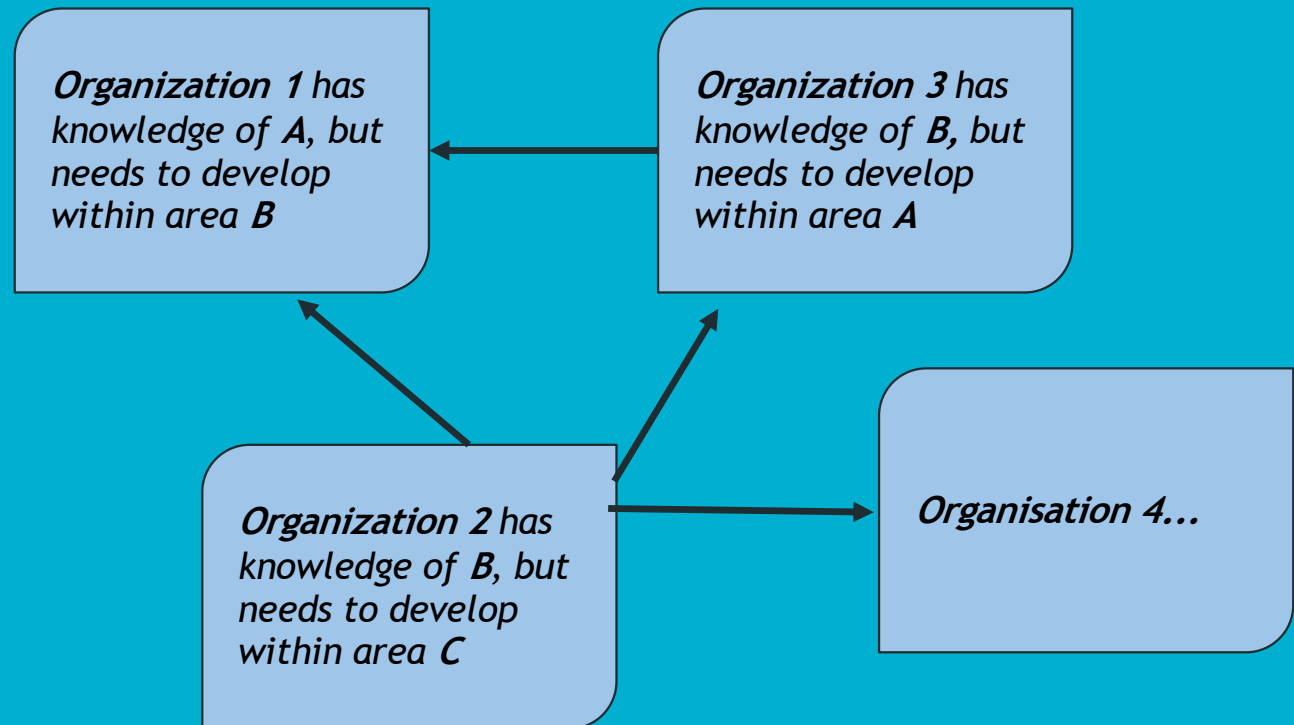 Organization 1 has
knowledge of A, but
needs to develop
within area B
Organization 3 has
knowledge of B, but
needs to develop
within area A
Organization 2 has
knowledge of B, but
needs to develop
within area C
Organisation 4...